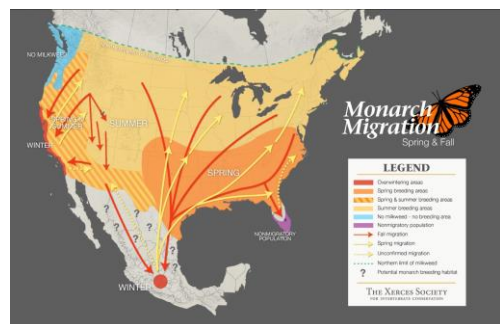 NO MILKWEED
SPRING &
SUMMER
SUMMER
WINTER
SPRING
NONMIGRATORY
POPULATION
WINTER
?
?
?
?
?
?
?
Monarch
Migration
Spring & Fall
LEGEND
Overwintering areas
Spring breeding areas
Spring & summer breeding areas
Summer breeding areas
No milkweed - no breeding area
Nonmigratory population
Fall migration
Spring migration
Unconfirmed migration
Northern limit of milkweed
? Potential monarch breeding habitat
THE XERCES SOCIETY
FOR INVERTEBRATE CONSERVATION